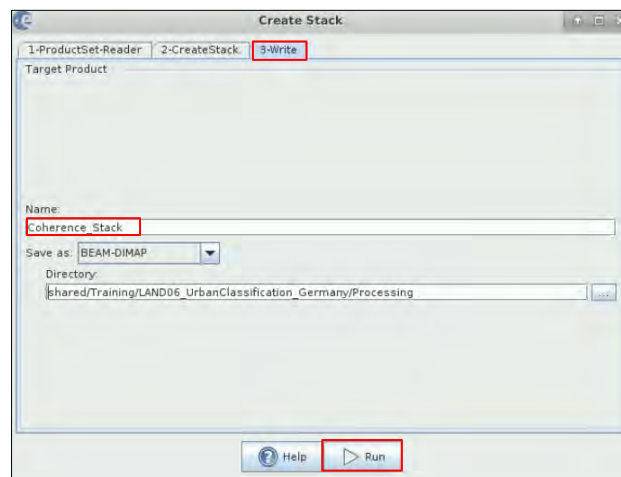 Create Stack
1-ProductSet-Reader 2-CreateStack 3-Write
Target Product
Name:
Coherence_Stack
Save as: BEAM-DIMAP
Directory:
shared/Training/LAND06_UrbanClassification_Germany/Processing
...
Help Run